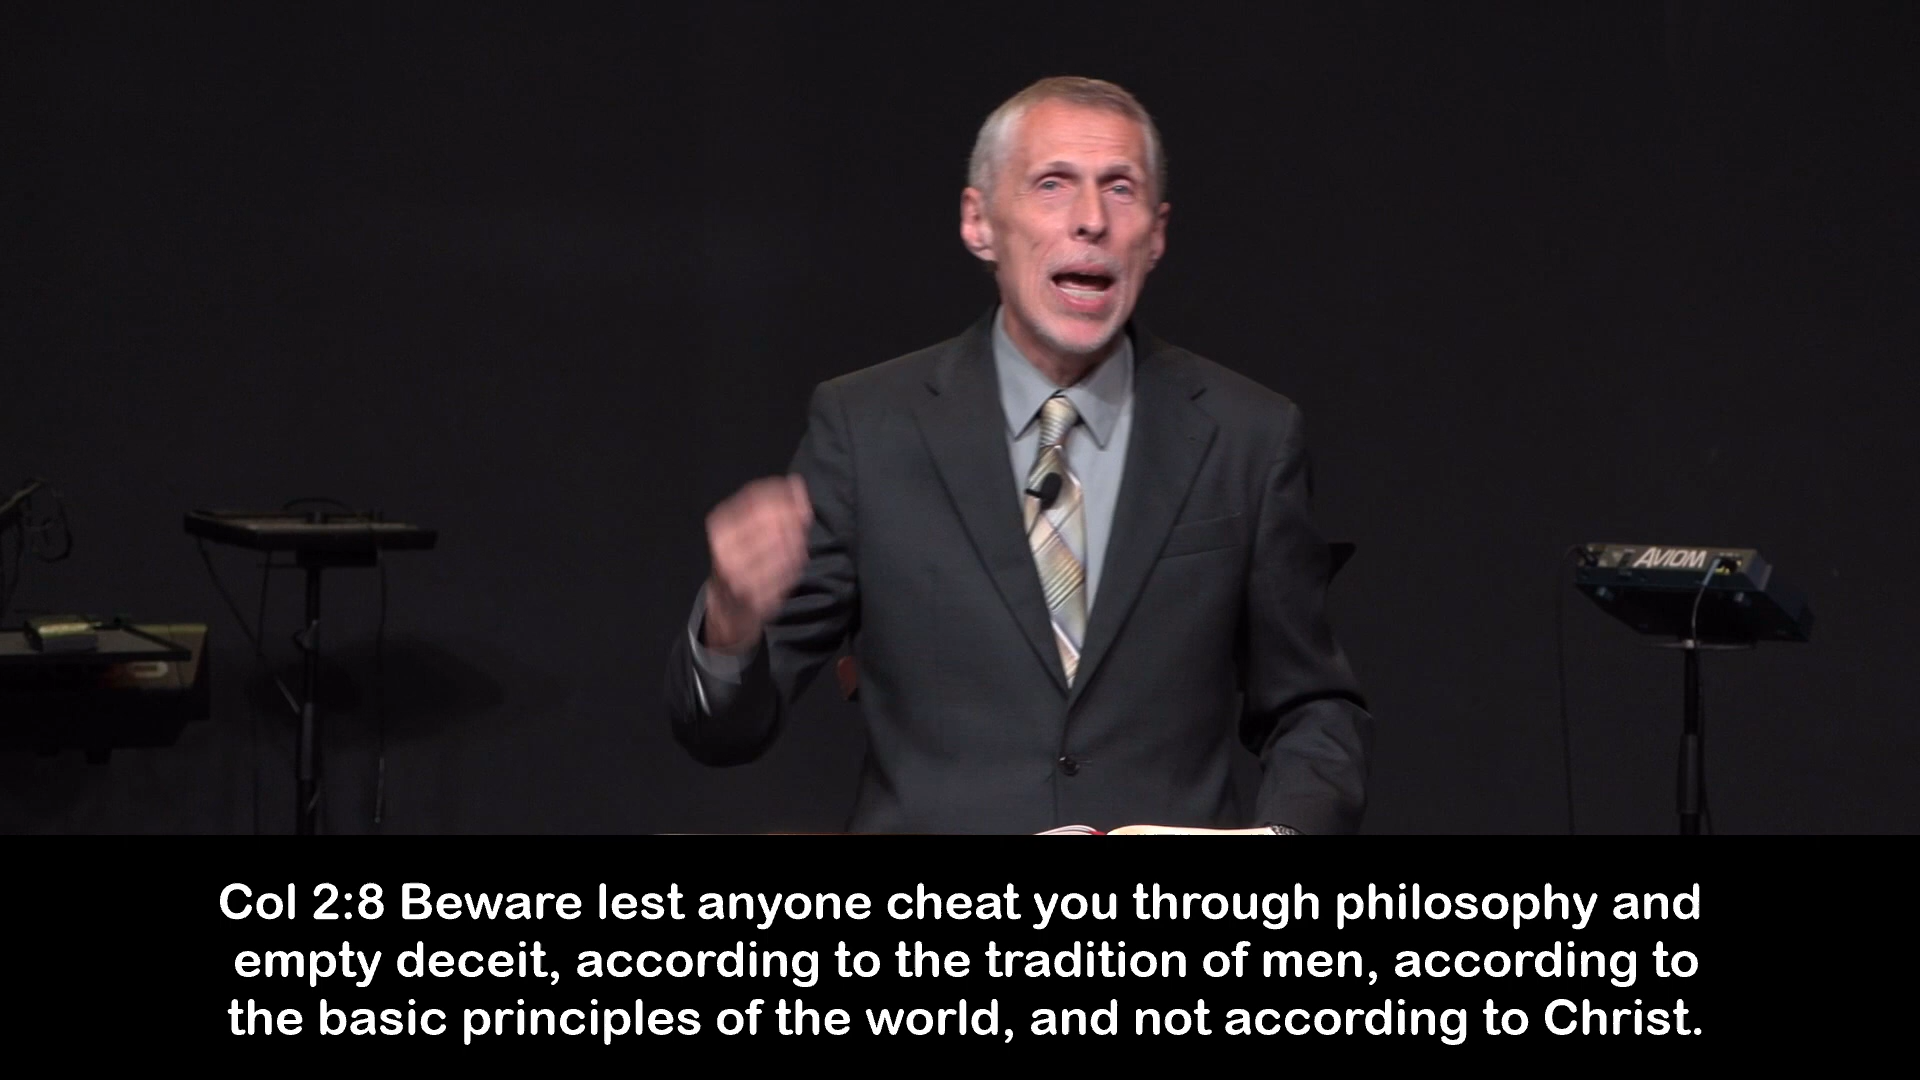 AVIOM
Col 2:8 Beware lest anyone cheat you through philosophy and
empty deceit, according to the tradition of men, according to
the basic principles of the world, and not according to Christ.